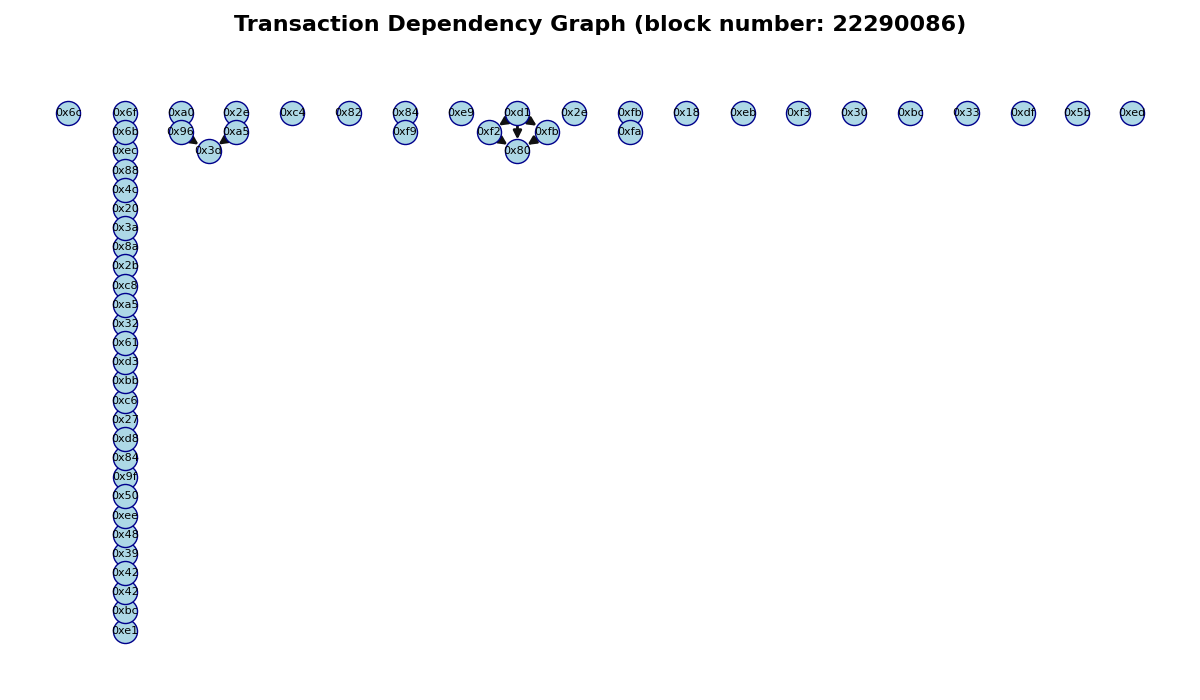 Transaction Dependency Graph (block number: 22290086)
0x6c 0x6f 0xa0 0x2e 0xc4 0x82 0x84 0xe9 0xd1 0x2e 0xfb 0x18 0xeb 0xf3 0x30 0xbc 0x33 0xdf 0x5b 0xed
0x6b 0x96 0xa5 0xf9 0xf2 0xfb 0xfa
0xec 0x3d 0x80
0x88
0x4c
0x20
0x3a
0x8a
0x2b
0xc8
0xa5
0x32
0x61
0xd3
0xbb
0xc6
0x27
0xd8
0x84
0x9f
0x50
0xee
0x48
0x39
0x42
0x42
0xbc
0xe1